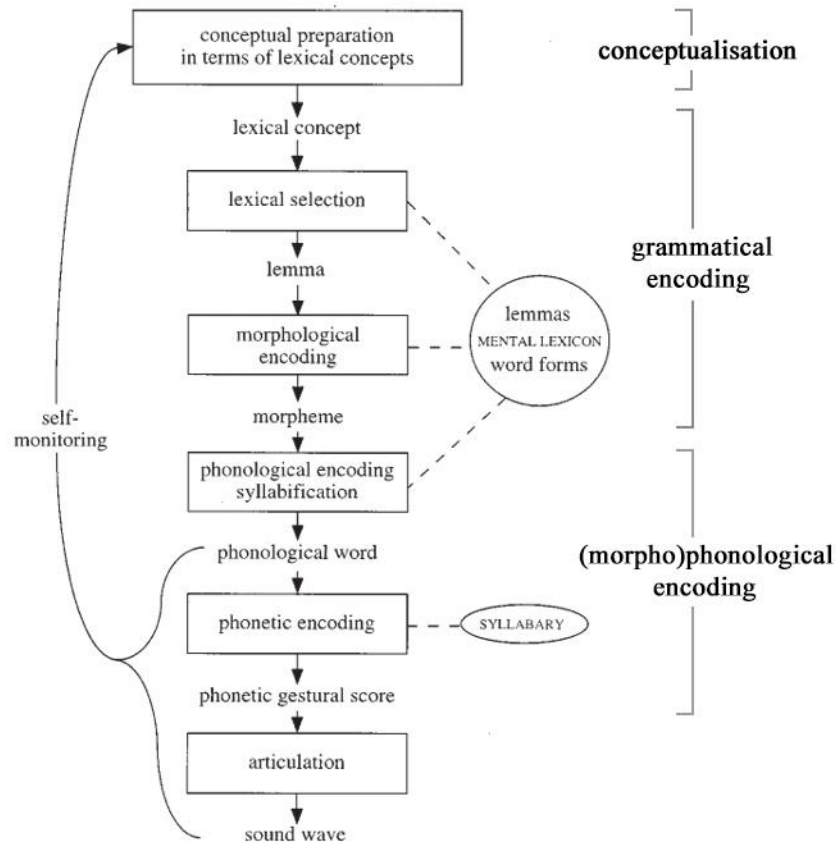 conceptual preparation
in terms of lexical concepts
conceptualisation
lexical concept
lexical selection
grammatical
encoding
lemma
lemmas
MENTAL LEXICON
word forms
morphological
encoding
self-
monitoring
morpheme
phonological encoding
syllabification
phonological word
(morpho)phonological
encoding
phonetic encoding
SYLLABARY
phonetic gestural score
articulation
sound wave